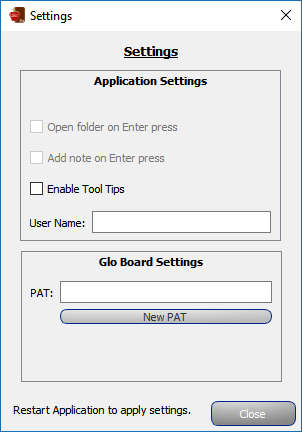 Settings
Settings
Application Settings
Open folder on Enter press
Add note on Enter press
Enable Tool Tips
User Name:
Glo Board Settings
PAT:
New PAT
Restart Application to apply settings.
Close